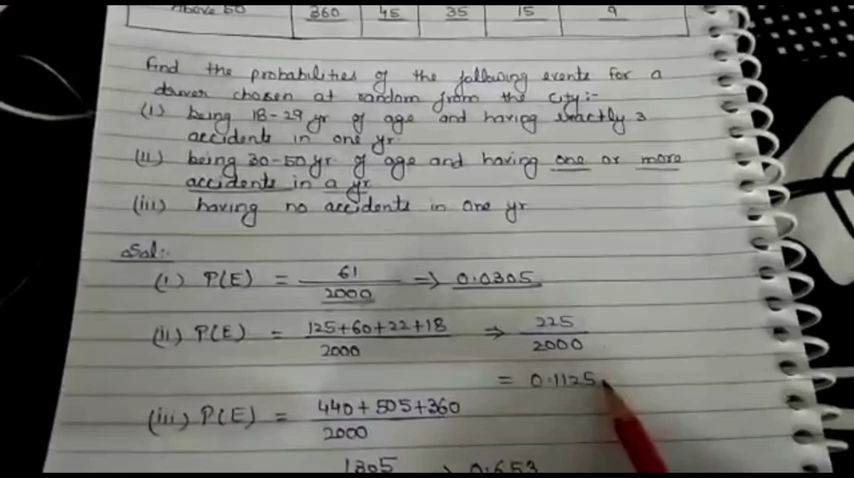 Above 50 360 45 35 15 9
Find the probabilities of the following events for a
driver chosen at random from the city:-
(i) being 18-29 yr of age and having exactly 3
accidents in one yr.
(ii) being 30-50 yr. of age and having one or more
accidents in a yr
(iii) having no accidents in one yr
Sol:-
(i) P(E) = 61/2000 => 0.0305
(ii) P(E) = 125+60+22+18/2000 => 225/2000
= 0.1125
(iii) P(E) = 440+505+360/2000
1305 0.653